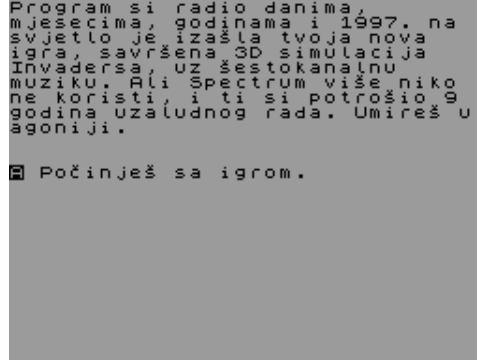 Program si radio danima,
mjesecima, godinama i 1997. na
svjetlo je izašla tvoja nova
igra, savršena 3D simulacija
Invadersa, uz šestokanalnu
muziku. Ali Spectrum više niko
ne koristi, i ti si potrošio 9
godina uzaludnog rada. Umireš u
agoniji.
A Počinješ sa igrom.